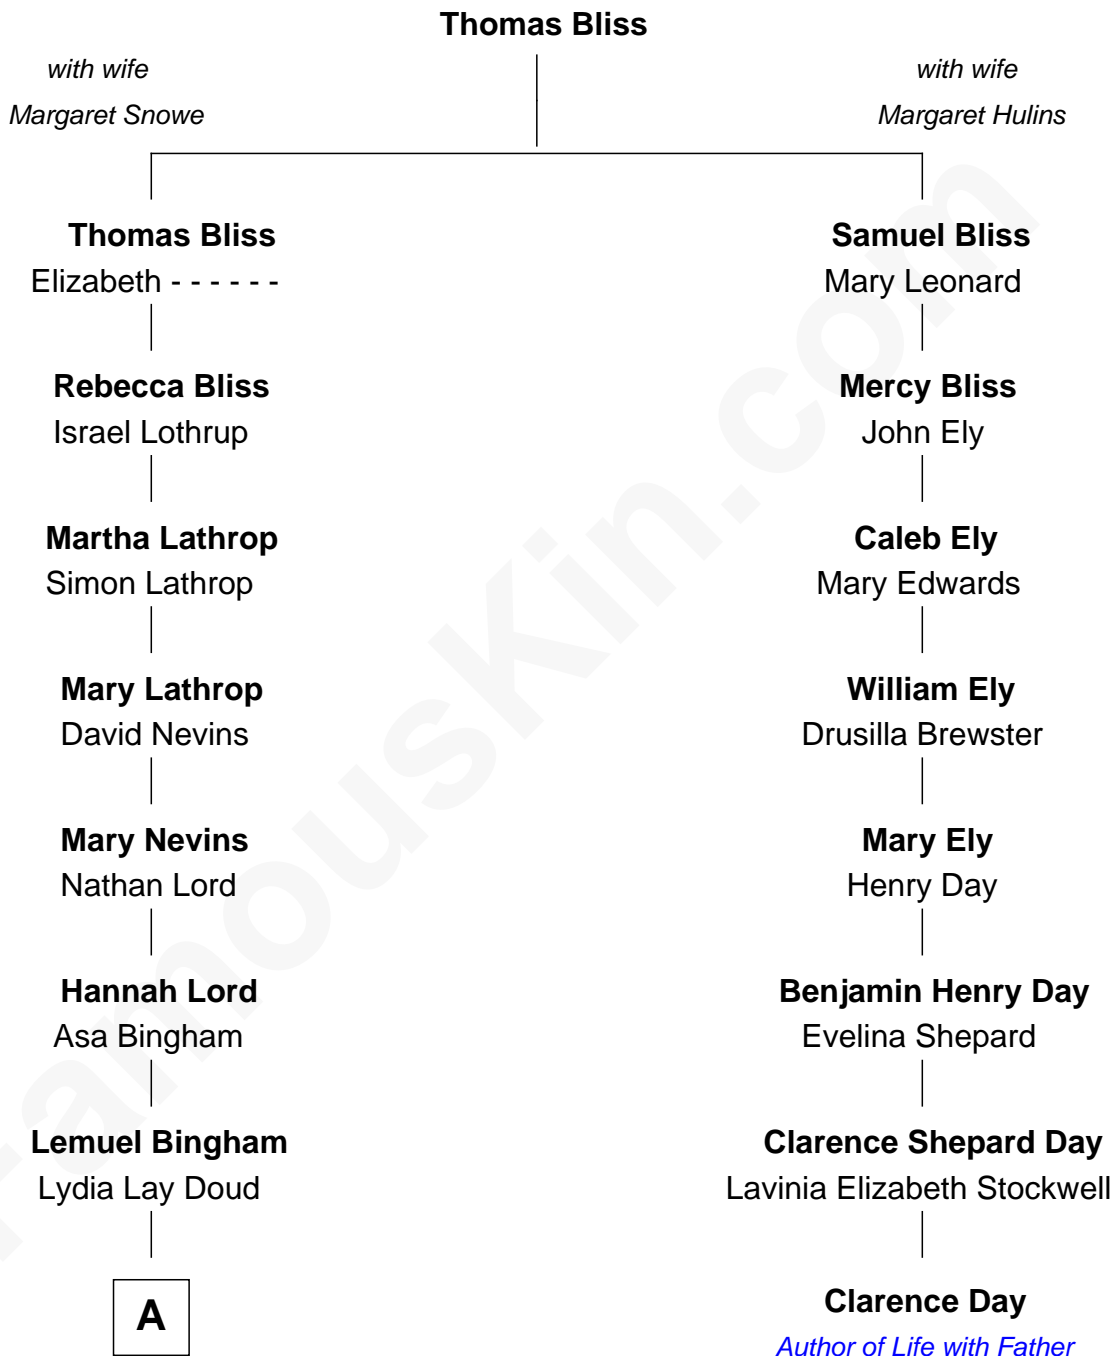 Thomas Bliss
with wife
Margaret Snowe
with wife
Margaret Hulins
Thomas Bliss
Elizabeth - - - - - -
Samuel Bliss
Mary Leonard
Rebecca Bliss
Israel Lothrup
Mercy Bliss
John Ely
Martha Lathrop
Simon Lathrop
Caleb Ely
Mary Edwards
Mary Lathrop
David Nevins
William Ely
Drusilla Brewster
Mary Nevins
Nathan Lord
Mary Ely
Henry Day
Hannah Lord
Asa Bingham
Benjamin Henry Day
Evelina Shepard
Lemuel Bingham
Lydia Lay Doud
Clarence Shepard Day
Lavinia Elizabeth Stockwell
A
Clarence Day
Author of Life with Father
FamousKin.com